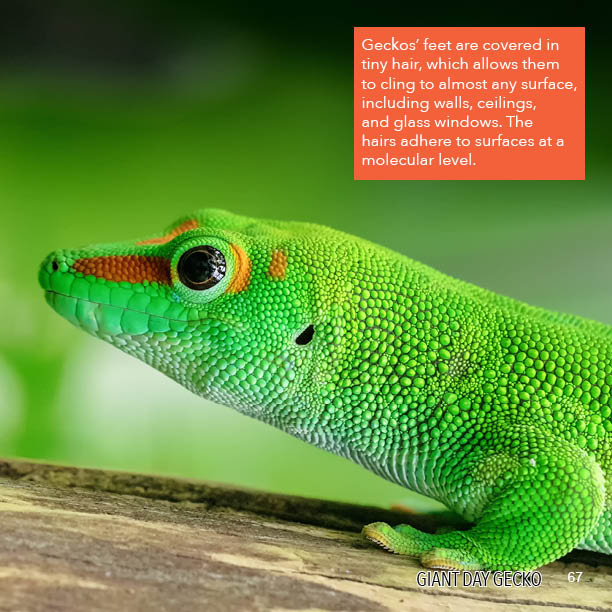 Geckos' feet are covered in
tiny hair, which allows them
to cling to almost any surface,
including walls, ceilings,
and glass windows. The
hairs adhere to surfaces at a
molecular level.
GIANT DAY GECKO 67